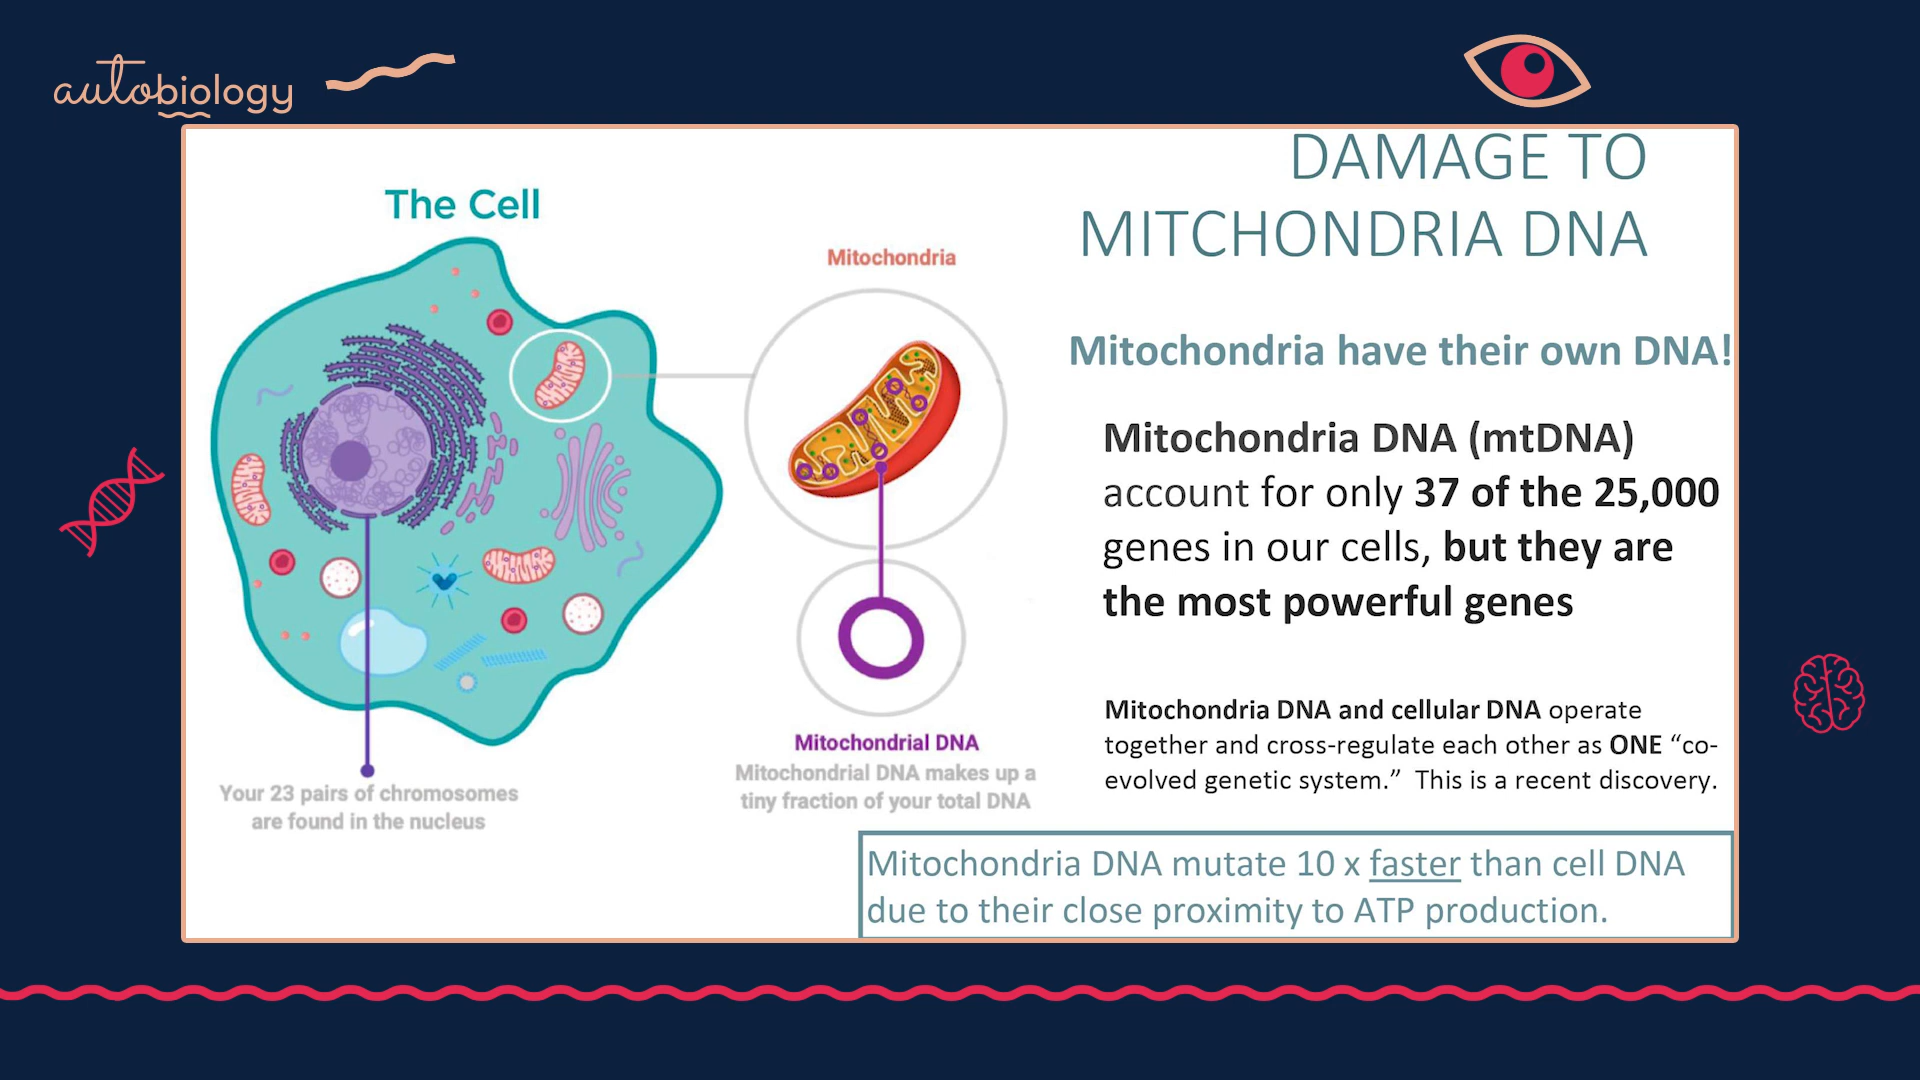 autobiology
DAMAGE TO
MITCHONDRIA DNA
The Cell
Mitochondria
Mitochondria have their own DNA!
Mitochondria DNA (mtDNA)
account for only 37 of the 25,000
genes in our cells, but they are
the most powerful genes
Mitochondria DNA and cellular DNA operate
together and cross-regulate each other as ONE “co-
evolved genetic system.”  This is a recent discovery.
Mitochondrial DNA
Mitochondrial DNA makes up a
tiny fraction of your total DNA
Your 23 pairs of chromosomes
are found in the nucleus
Mitochondria DNA mutate 10 x faster than cell DNA
due to their close proximity to ATP production.